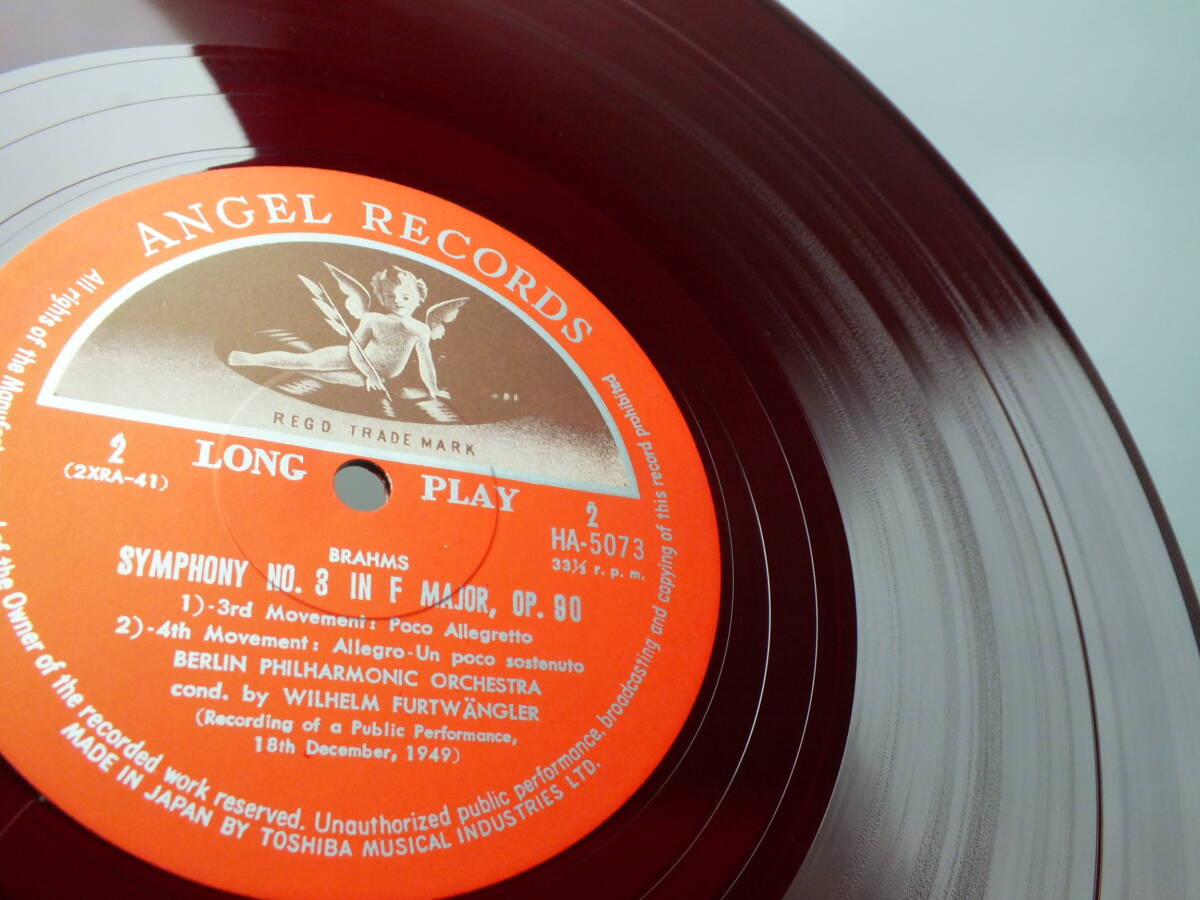 ANGEL RECORDS
REGD. TRADE MARK
2
(2XRA-41)
LONG PLAY
2
HA-5073
33⅓ r. p. m.
BRAHMS
SYMPHONY NO. 3 IN F MAJOR, OP. 90
1)-3rd Movement: Poco Allegretto
2)-4th Movement: Allegro-Un poco sostenuto
BERLIN PHILHARMONIC ORCHESTRA
cond. by WILHELM FURTWÄNGLER
(Recording of a Public Performance,
18th December, 1949)
All rights of the
the Owner of the recorded work reserved. Unauthorized public performance, broadcasting and copying of this record prohibited
MADE IN JAPAN BY TOSHIBA MUSICAL INDUSTRIES LTD.